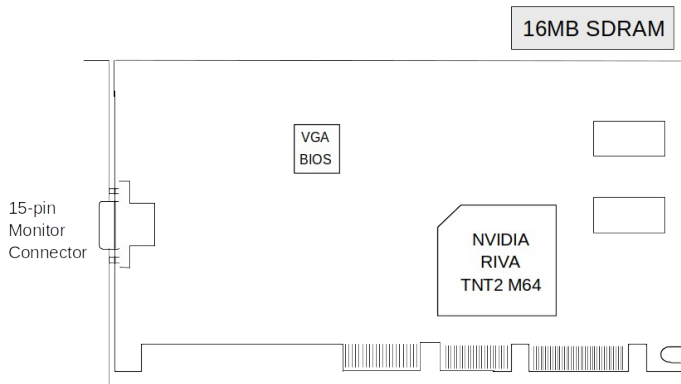 16MB SDRAM
VGA
BIOS
15-pin
Monitor
Connector
NVIDIA
RIVA
TNT2 M64